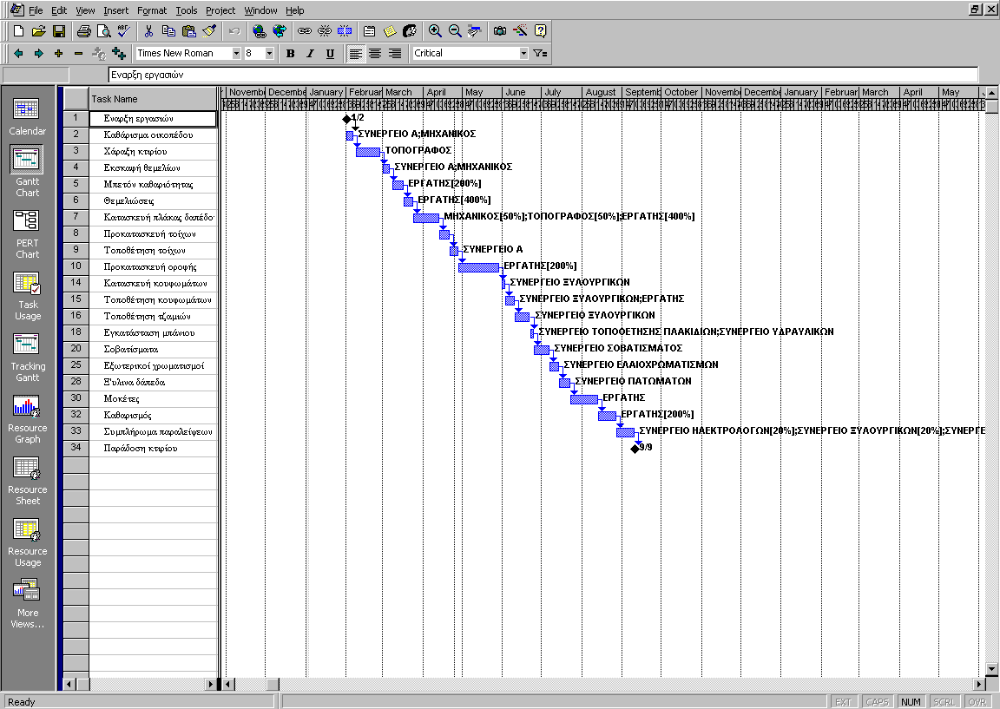 File Edit View Insert Format Tools Project Window Help
Times New Roman 8 B I U Critical
Εναρξη εργασιών
Task Name
November December January February March April May June July August September October November December January February March April May
1 Εναρξη εργασιών 1/2
2 Καθάρισμα οικοπέδου ΣΥΝΕΡΓΕΙΟ Α;ΜΗΧΑΝΙΚΟΣ
3 Χάραξη κτιρίου ΤΟΠΟΓΡΑΦΟΣ
4 Εκσκαφή θεμελίων ΣΥΝΕΡΓΕΙΟ Α;ΜΗΧΑΝΙΚΟΣ
5 Μπετόν καθαριότητας ΕΡΓΑΤΗΣ[200%]
6 Θεμελιώσεις ΕΡΓΑΤΗΣ[400%]
7 Κατασκευή πλάκας δαπέδο ΜΗΧΑΝΙΚΟΣ[50%];ΤΟΠΟΓΡΑΦΟΣ[50%];ΕΡΓΑΤΗΣ[400%]
8 Προκατασκευή τοίχων
9 Τοποθέτηση τοίχων ΣΥΝΕΡΓΕΙΟ Α
10 Προκατασκευή οροφής ΕΡΓΑΤΗΣ[200%]
14 Κατασκευή κουφωμάτων ΣΥΝΕΡΓΕΙΟ ΞΥΛΟΥΡΓΙΚΩΝ
15 Τοποθέτηση κουφωμάτων ΣΥΝΕΡΓΕΙΟ ΞΥΛΟΥΡΓΙΚΩΝ;ΕΡΓΑΤΗΣ
16 Τοποθέτηση τζαμιών ΣΥΝΕΡΓΕΙΟ ΞΥΛΟΥΡΓΙΚΩΝ
18 Εγκατάσταση μπάνιου ΣΥΝΕΡΓΕΙΟ ΤΟΠΟΘΕΤΗΣΗΣ ΠΛΑΚΙΔΙΩΝ;ΣΥΝΕΡΓΕΙΟ ΥΔΡΑΥΛΙΚΩΝ
20 Σοβατίσματα ΣΥΝΕΡΓΕΙΟ ΣΟΒΑΤΙΣΜΑΤΟΣ
25 Εξωτερικοί χρωματισμοί ΣΥΝΕΡΓΕΙΟ ΕΛΑΙΟΧΡΩΜΑΤΙΣΜΩΝ
28 Ξ'υλινα δάπεδα ΣΥΝΕΡΓΕΙΟ ΠΑΤΩΜΑΤΩΝ
30 Μοκέτες ΕΡΓΑΤΗΣ
32 Καθαρισμός ΕΡΓΑΤΗΣ[200%]
33 Συμπλήρωμα παραλείψεων ΣΥΝΕΡΓΕΙΟ ΗΛΕΚΤΡΟΛΟΓΩΝ[20%];ΣΥΝΕΡΓΕΙΟ ΞΥΛΟΥΡΓΙΚΩΝ[20%];ΣΥΝΕΡΓΕ
34 Παράδοση κτιρίου 9/9
Calendar
Gantt
Chart
PERT
Chart
Task
Usage
Tracking
Gantt
Resource
Graph
Resource
Sheet
Resource
Usage
More
Views...
Ready EXT CAPS NUM SCRL OVR